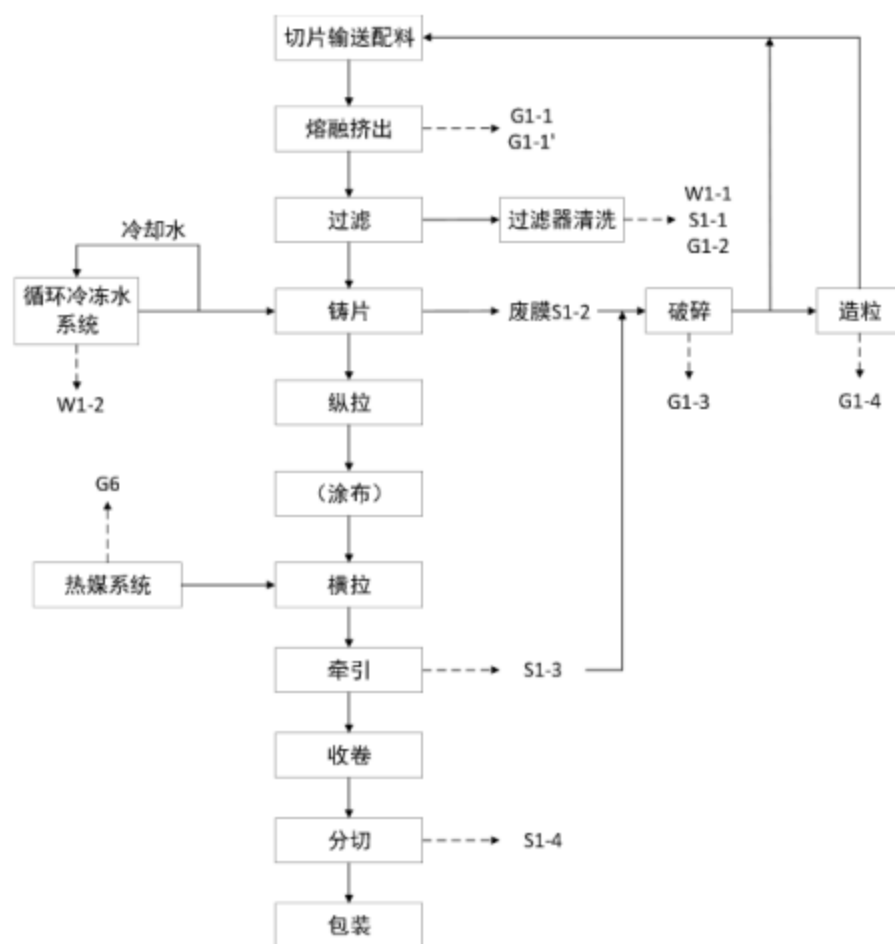 切片输送配料
熔融挤出
G1-1
G1-1'
过滤
过滤器清洗
W1-1
S1-1
G1-2
冷却水
循环冷冻水
系统
铸片
废膜S1-2
破碎
造粒
W1-2
纵拉
G1-3
G1-4
G6
（涂布）
热媒系统
横拉
牵引
S1-3
收卷
分切
S1-4
包装